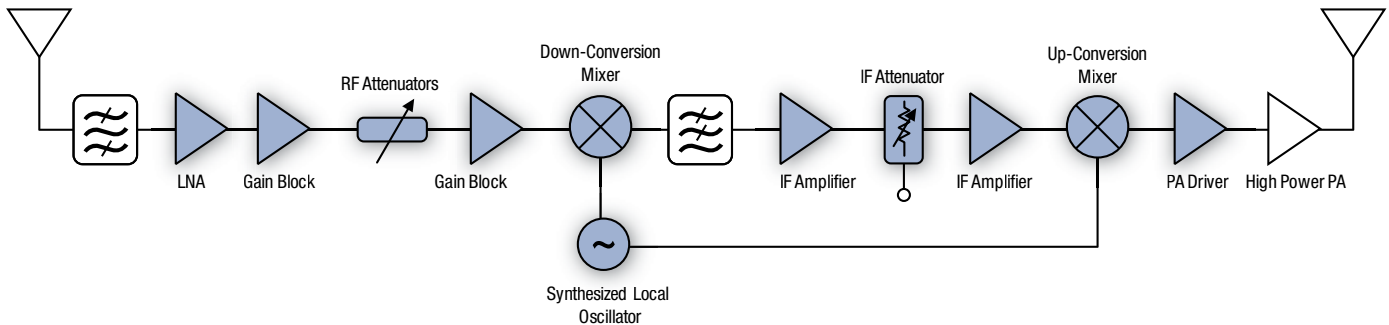 Down-Conversion
Mixer
Up-Conversion
Mixer
RF Attenuators
IF Attenuator
LNA
Gain Block
Gain Block
IF Amplifier
IF Amplifier
PA Driver
High Power PA
~
Synthesized Local
Oscillator